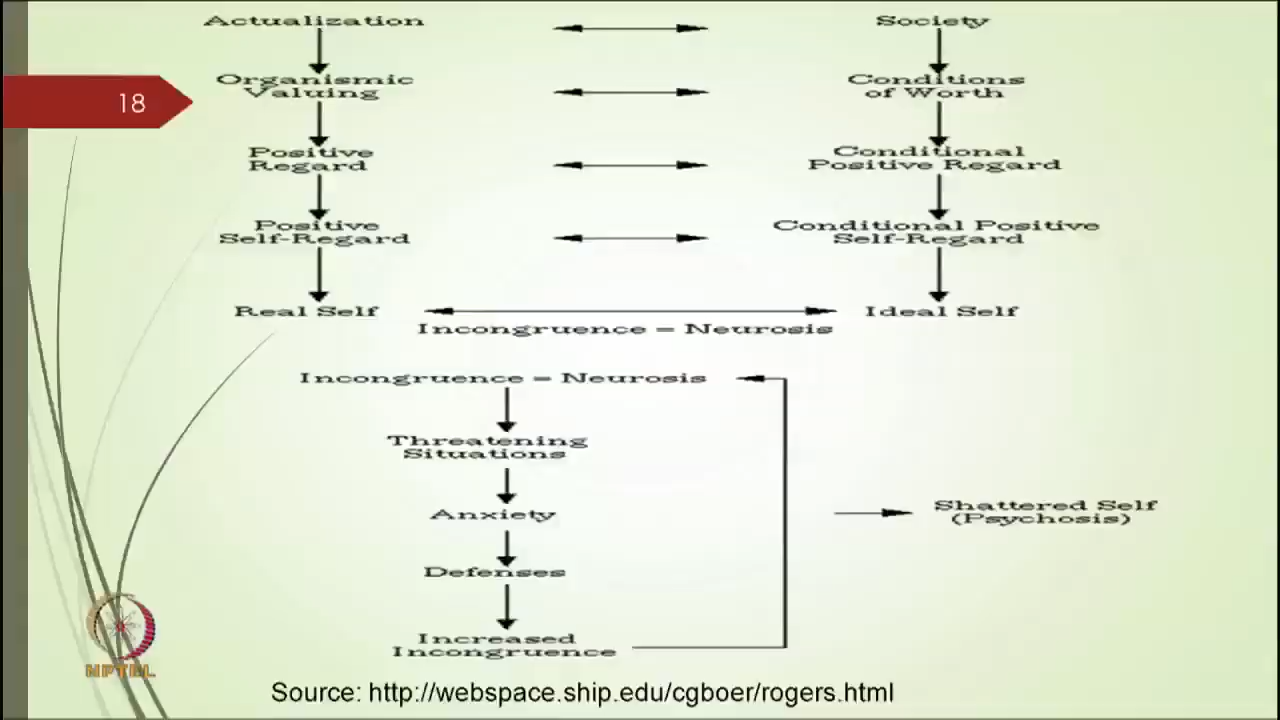 Actualization
Society
18
Organismic
Valuing
Conditions
of Worth
Positive
Regard
Conditional
Positive Regard
Positive
Self-Regard
Conditional Positive
Self-Regard
Real Self
Ideal Self
Incongruence = Neurosis
Incongruence = Neurosis
Threatening
Situations
Anxiety
Shattered Self
(Psychosis)
Defenses
Increased
Incongruence
NPTEL
Source: http://webspace.ship.edu/cgboer/rogers.html